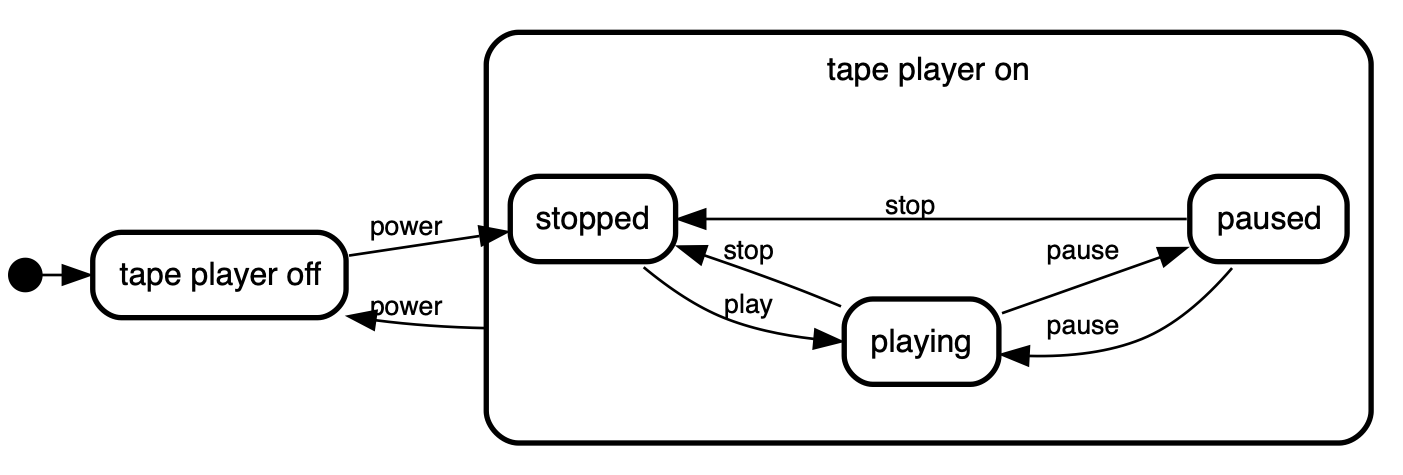 tape player on
stopped
stop
paused
power
tape player off
stop
pause
power
play
pause
playing